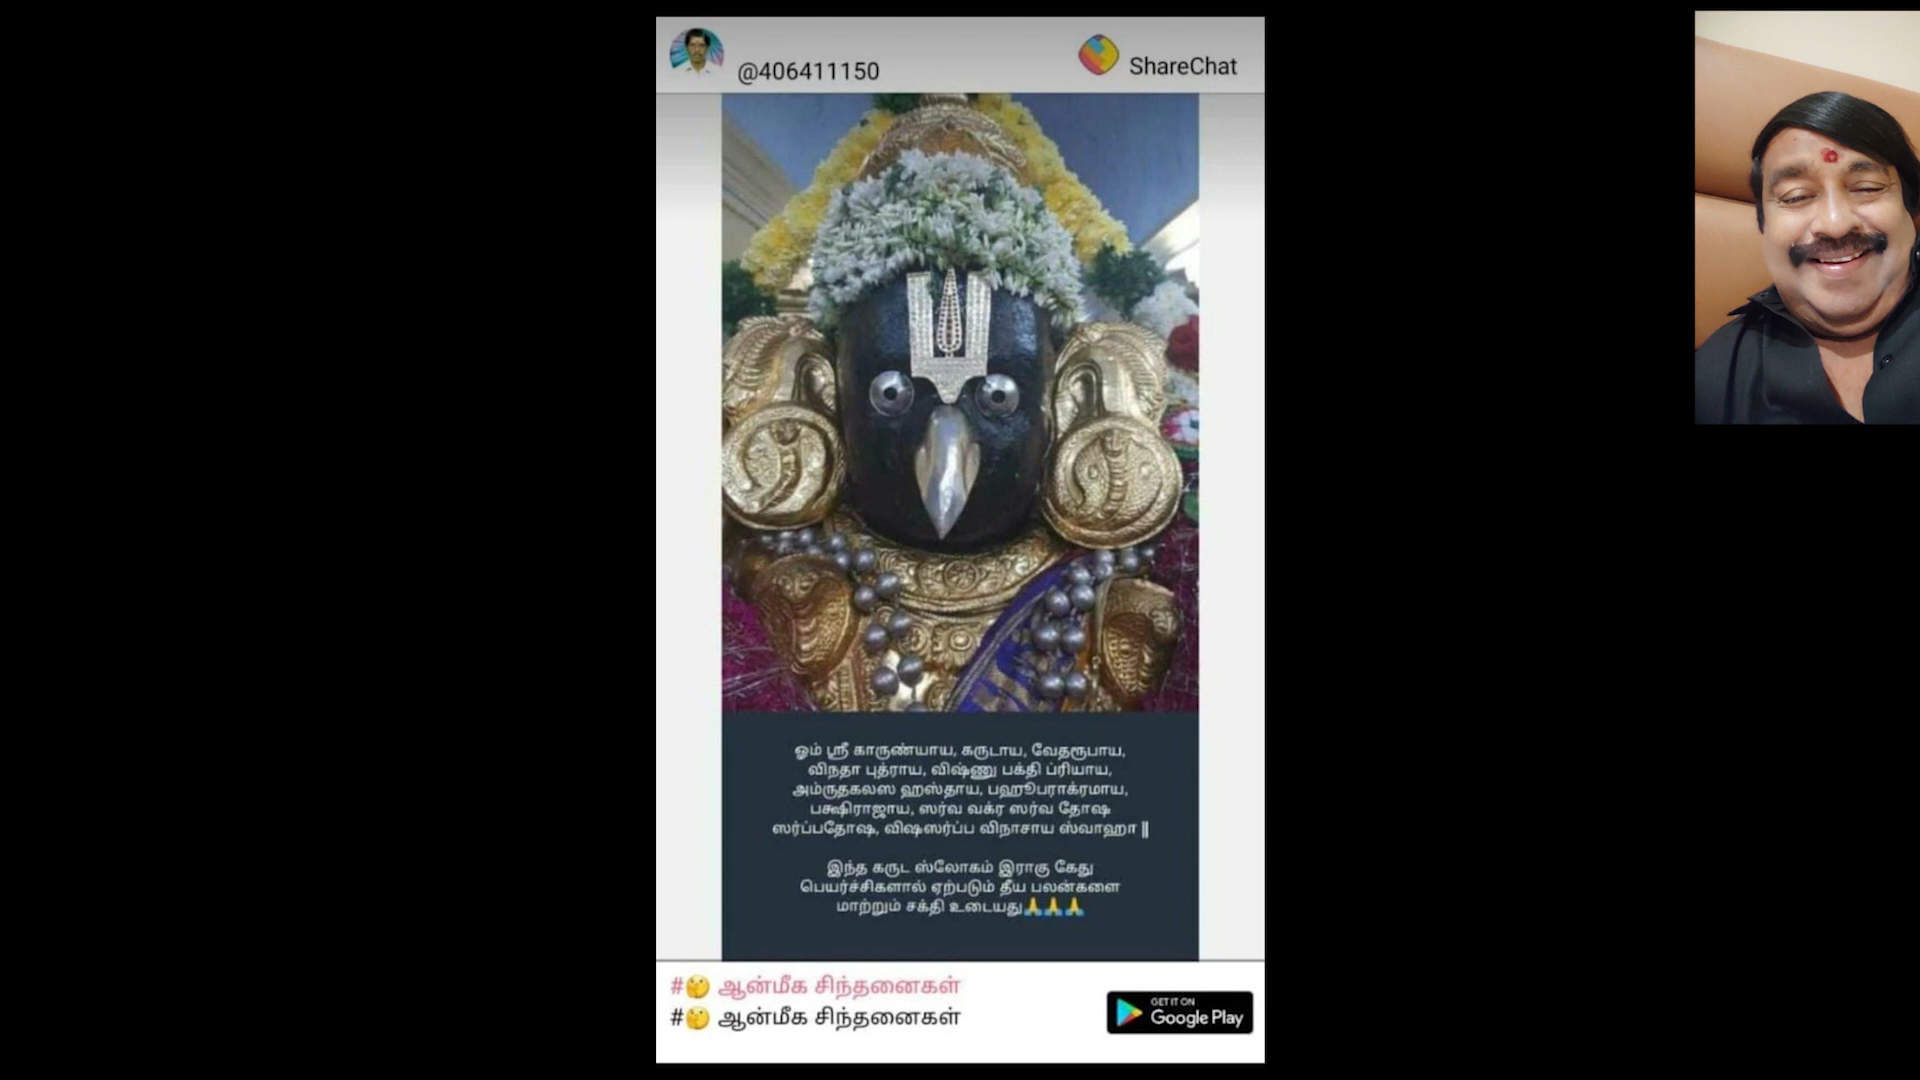 @406411150
ShareChat
ஓம் ஸ்ரீ காருண்யாய, கருடாய, வேதரூபாய,
விநதா புத்ராய, விஷ்ணு பக்தி ப்ரியாய,
அம்ருதகலஸ ஹஸ்தாய, பஹூபராக்ரமாய,
பக்ஷிராஜாய, ஸர்வ வக்ர ஸர்வ தோஷ
ஸர்ப்பதோஷ, விஷஸர்ப்ப விநாசாய ஸ்வாஹா ||
இந்த கருட ஸ்லோகம் இராகு கேது
பெயர்ச்சிகளால் ஏற்படும் தீய பலன்களை
மாற்றும் சக்தி உடையது🙏🙏🙏
#🤔 ஆன்மீக சிந்தனைகள்
#🤔 ஆன்மீக சிந்தனைகள்
GET IT ON
Google Play